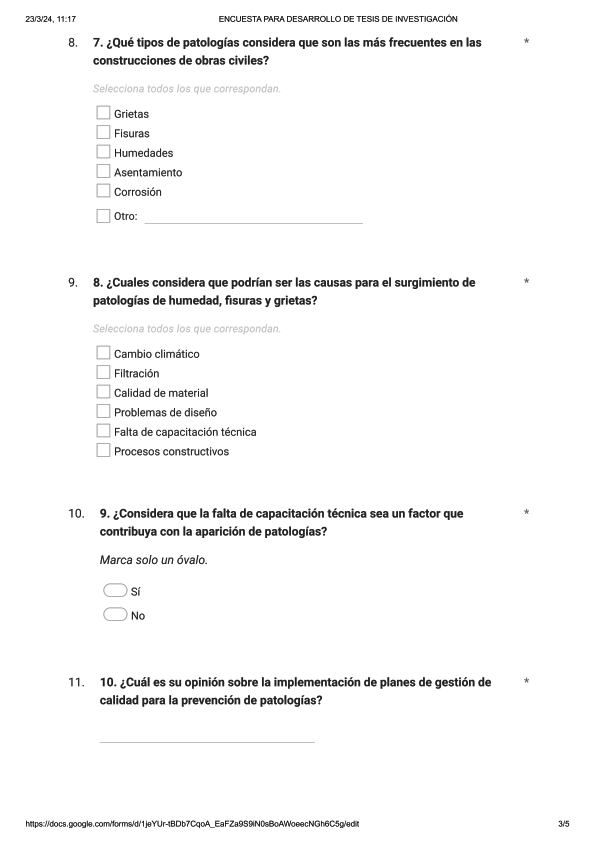 23/3/24, 11:17 ENCUESTA PARA DESARROLLO DE TESIS DE INVESTIGACIÓN
8. 7. ¿Qué tipos de patologías considera que son las más frecuentes en las *
construcciones de obras civiles?
Selecciona todos los que correspondan.
Grietas
Fisuras
Humedades
Asentamiento
Corrosión
Otro:
9. 8. ¿Cuales considera que podrían ser las causas para el surgimiento de *
patologías de humedad, fisuras y grietas?
Selecciona todos los que correspondan.
Cambio climático
Filtración
Calidad de material
Problemas de diseño
Falta de capacitación técnica
Procesos constructivos
10. 9. ¿Considera que la falta de capacitación técnica sea un factor que *
contribuya con la aparición de patologías?
Marca solo un óvalo.
Sí
No
11. 10. ¿Cuál es su opinión sobre la implementación de planes de gestión de *
calidad para la prevención de patologías?
https://docs.google.com/forms/d/1jeYUr-tBDb7CqoA_EaFZa9S9iN0sBoAWoeecNGh6C5g/edit 3/5